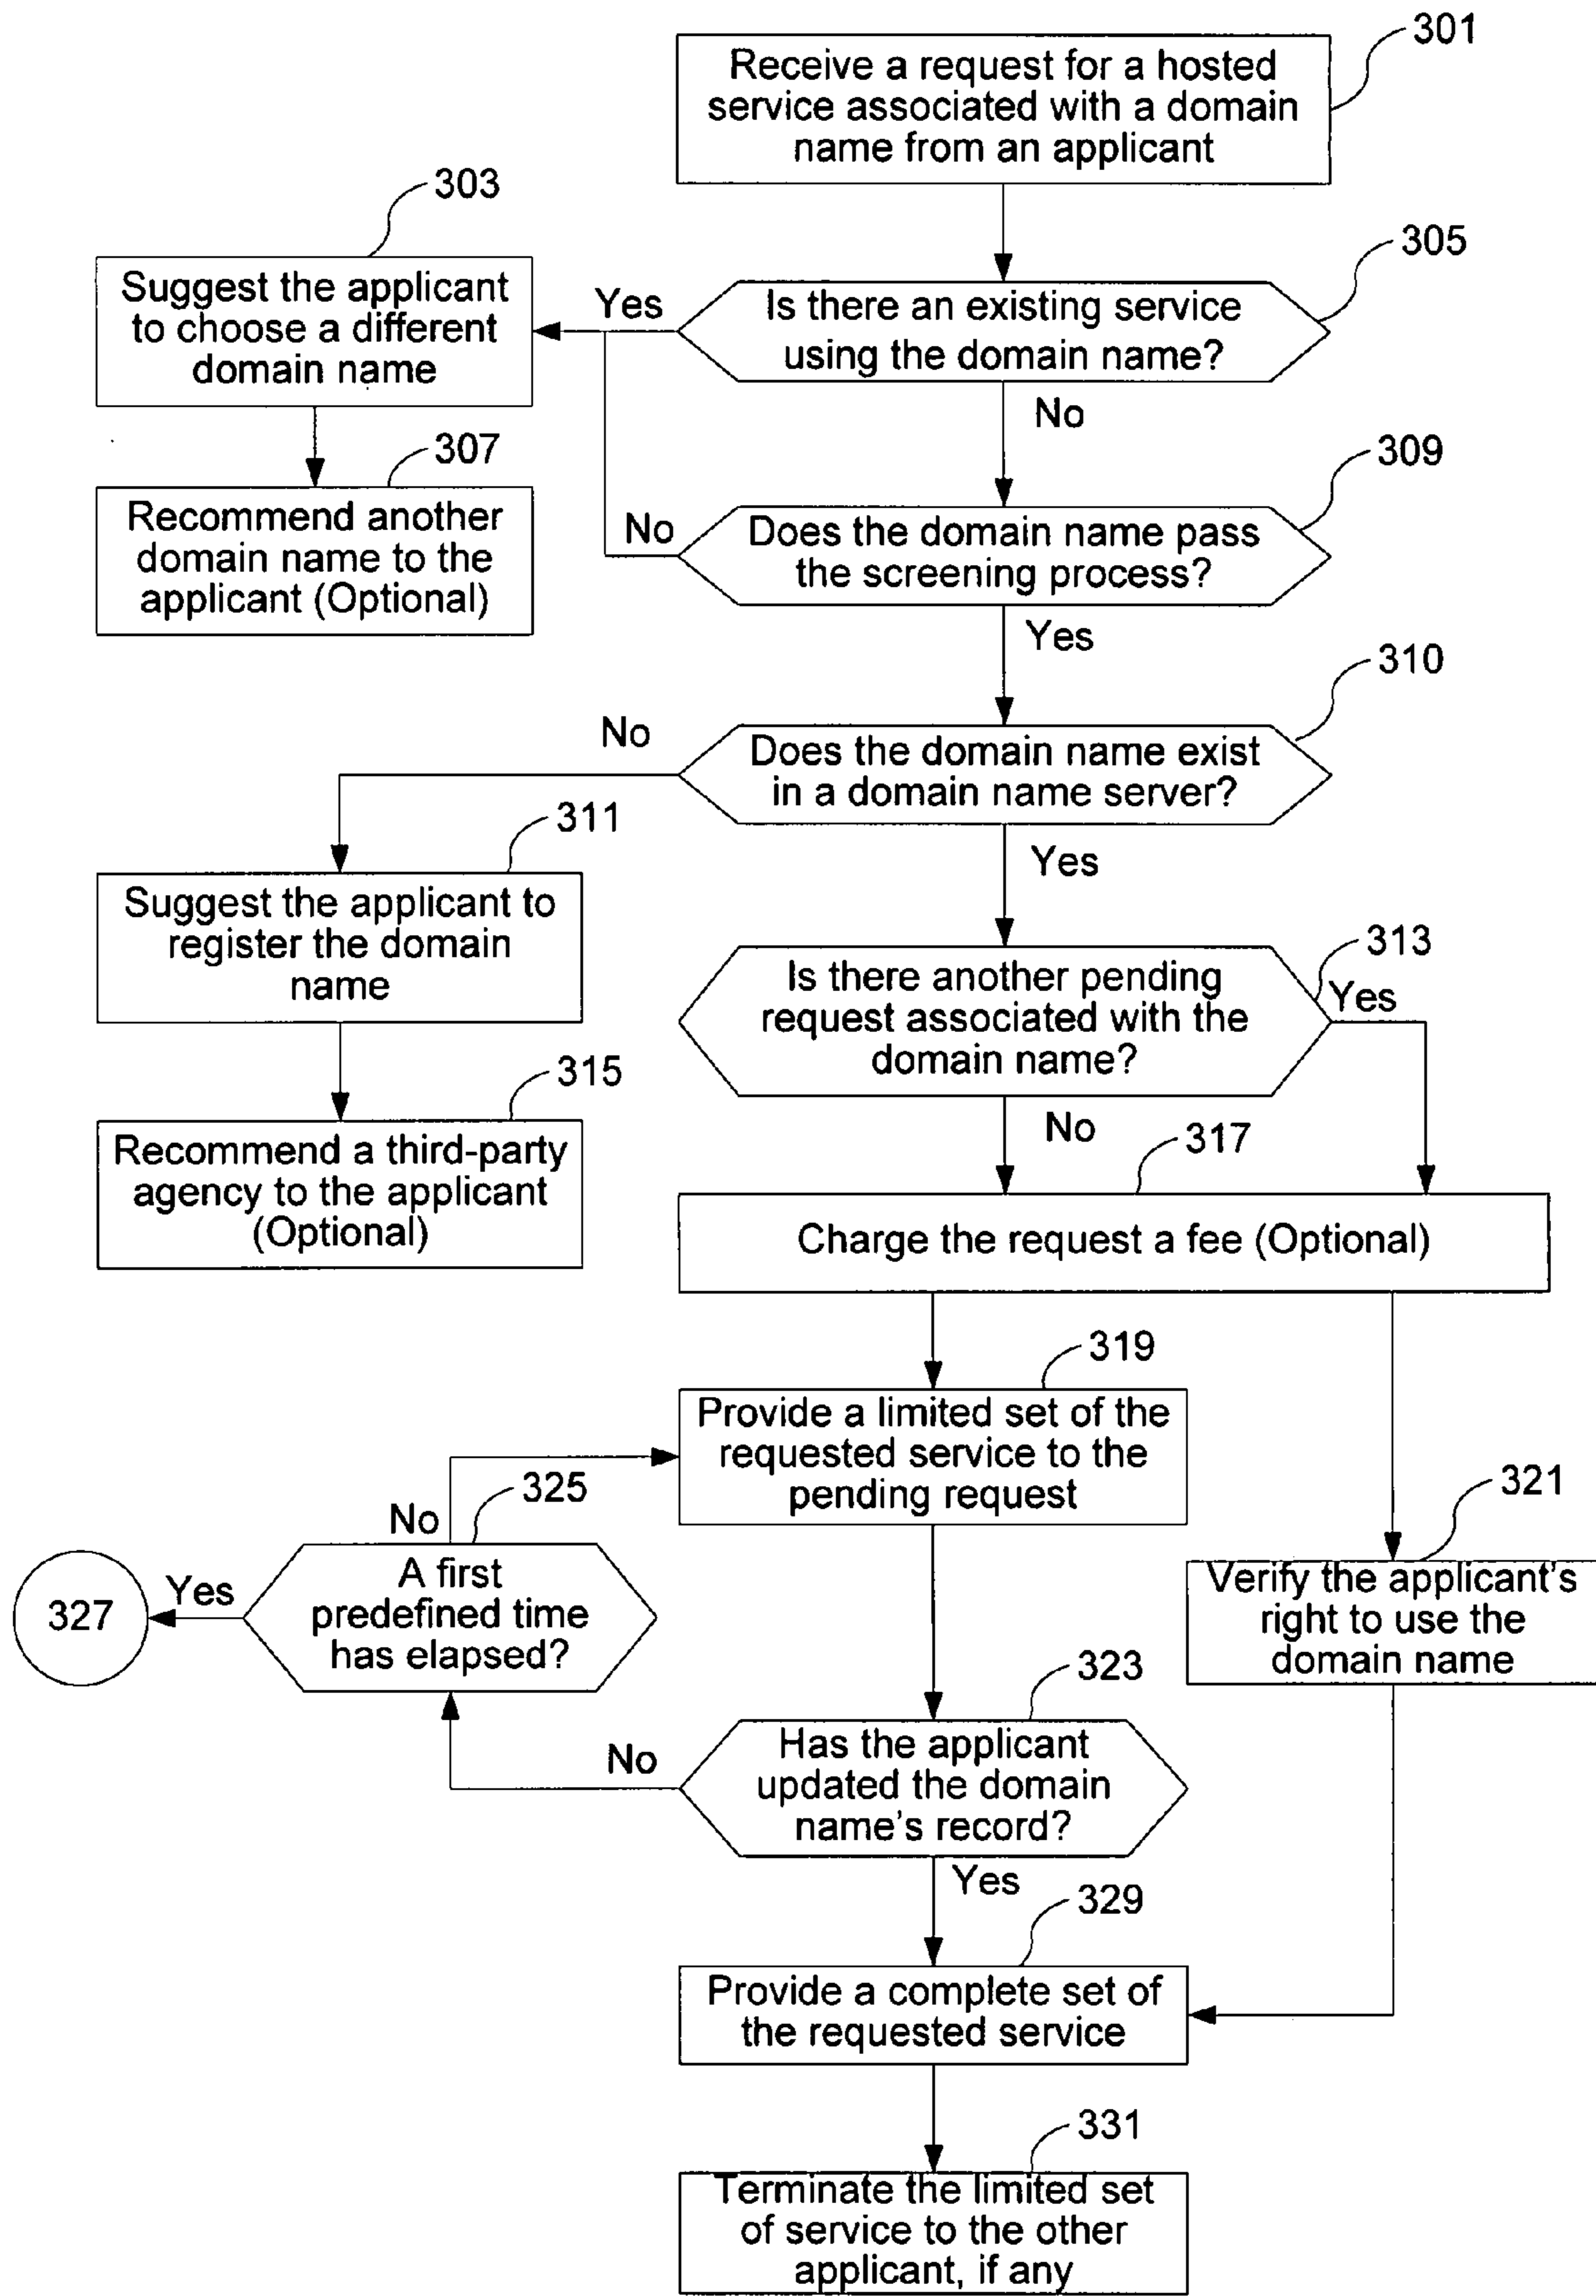 301
Receive a request for a hosted
service associated with a domain
name from an applicant
303
Suggest the applicant
to choose a different
domain name
305
Yes
Is there an existing service
using the domain name?
No
307
Recommend another
domain name to the
applicant (Optional)
309
No
Does the domain name pass
the screening process?
Yes
310
No
Does the domain name exist
in a domain name server?
Yes
311
Suggest the applicant to
register the domain
name
313
Is there another pending
request associated with the
domain name?
Yes
No
315
Recommend a third-party
agency to the applicant
(Optional)
317
Charge the request a fee (Optional)
319
Provide a limited set of the
requested service to the
pending request
321
Verify the applicant's
right to use the
domain name
325
No
A first
predefined time
has elapsed?
Yes
327
323
No
Has the applicant
updated the domain
name's record?
Yes
329
Provide a complete set of
the requested service
331
Terminate the limited set
of service to the other
applicant, if any